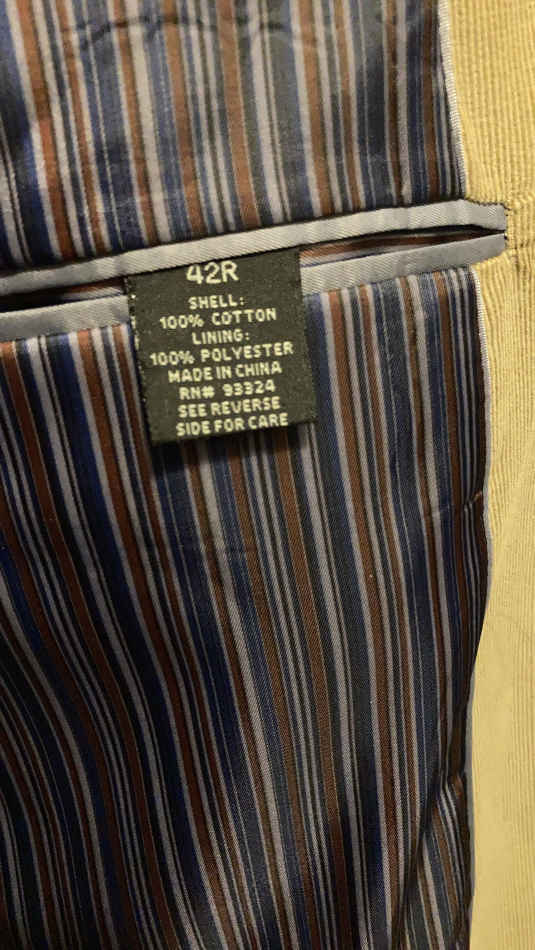 42R
SHELL:
100% COTTON
LINING:
100% POLYESTER
MADE IN CHINA
RN# 93324
SEE REVERSE
SIDE FOR CARE